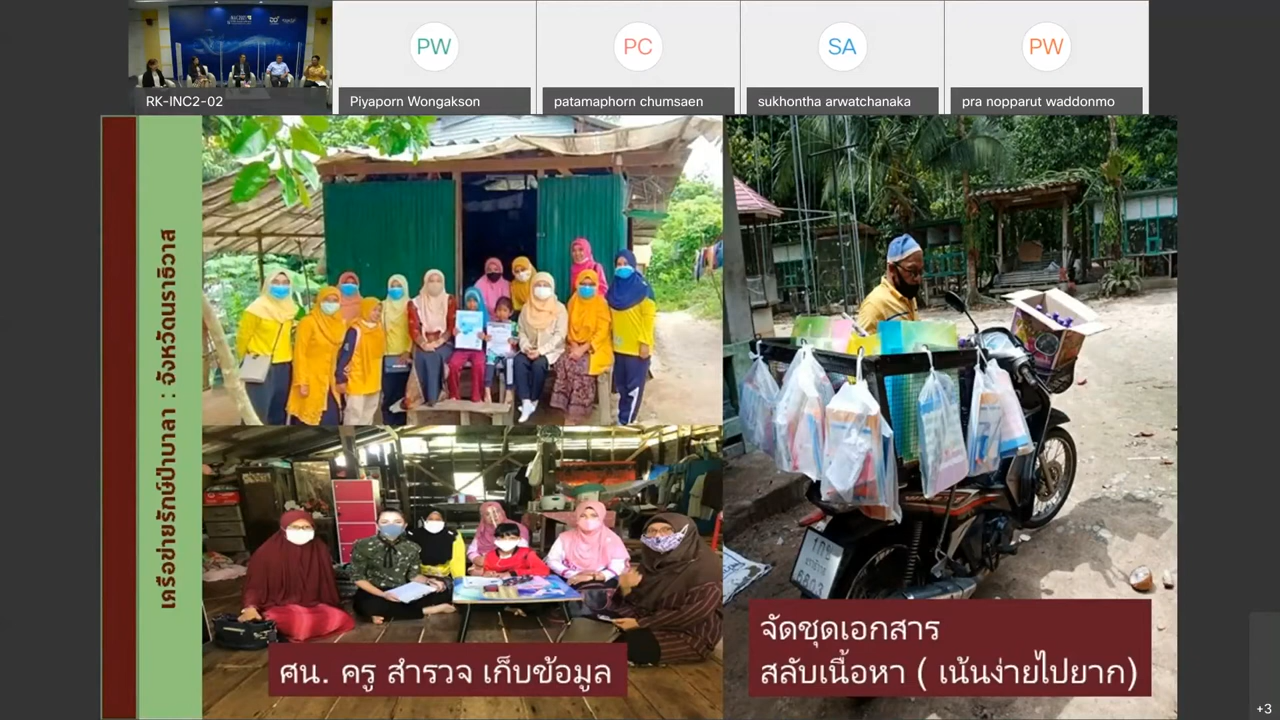 PW
PC
SA
PW
RK-INC2-02
Piyaporn Wongakson
patamaphorn chumsaen
sukhontha arwatchanaka
pra nopparut waddonmo
เครือข่ายรักษ์ป่าบาลา : จังหวัดนราธิวาส
ศน. ครู สำรวจ เก็บข้อมูล
จัดชุดเอกสาร
สลับเนื้อหา ( เน้นง่ายไปยาก)
+3